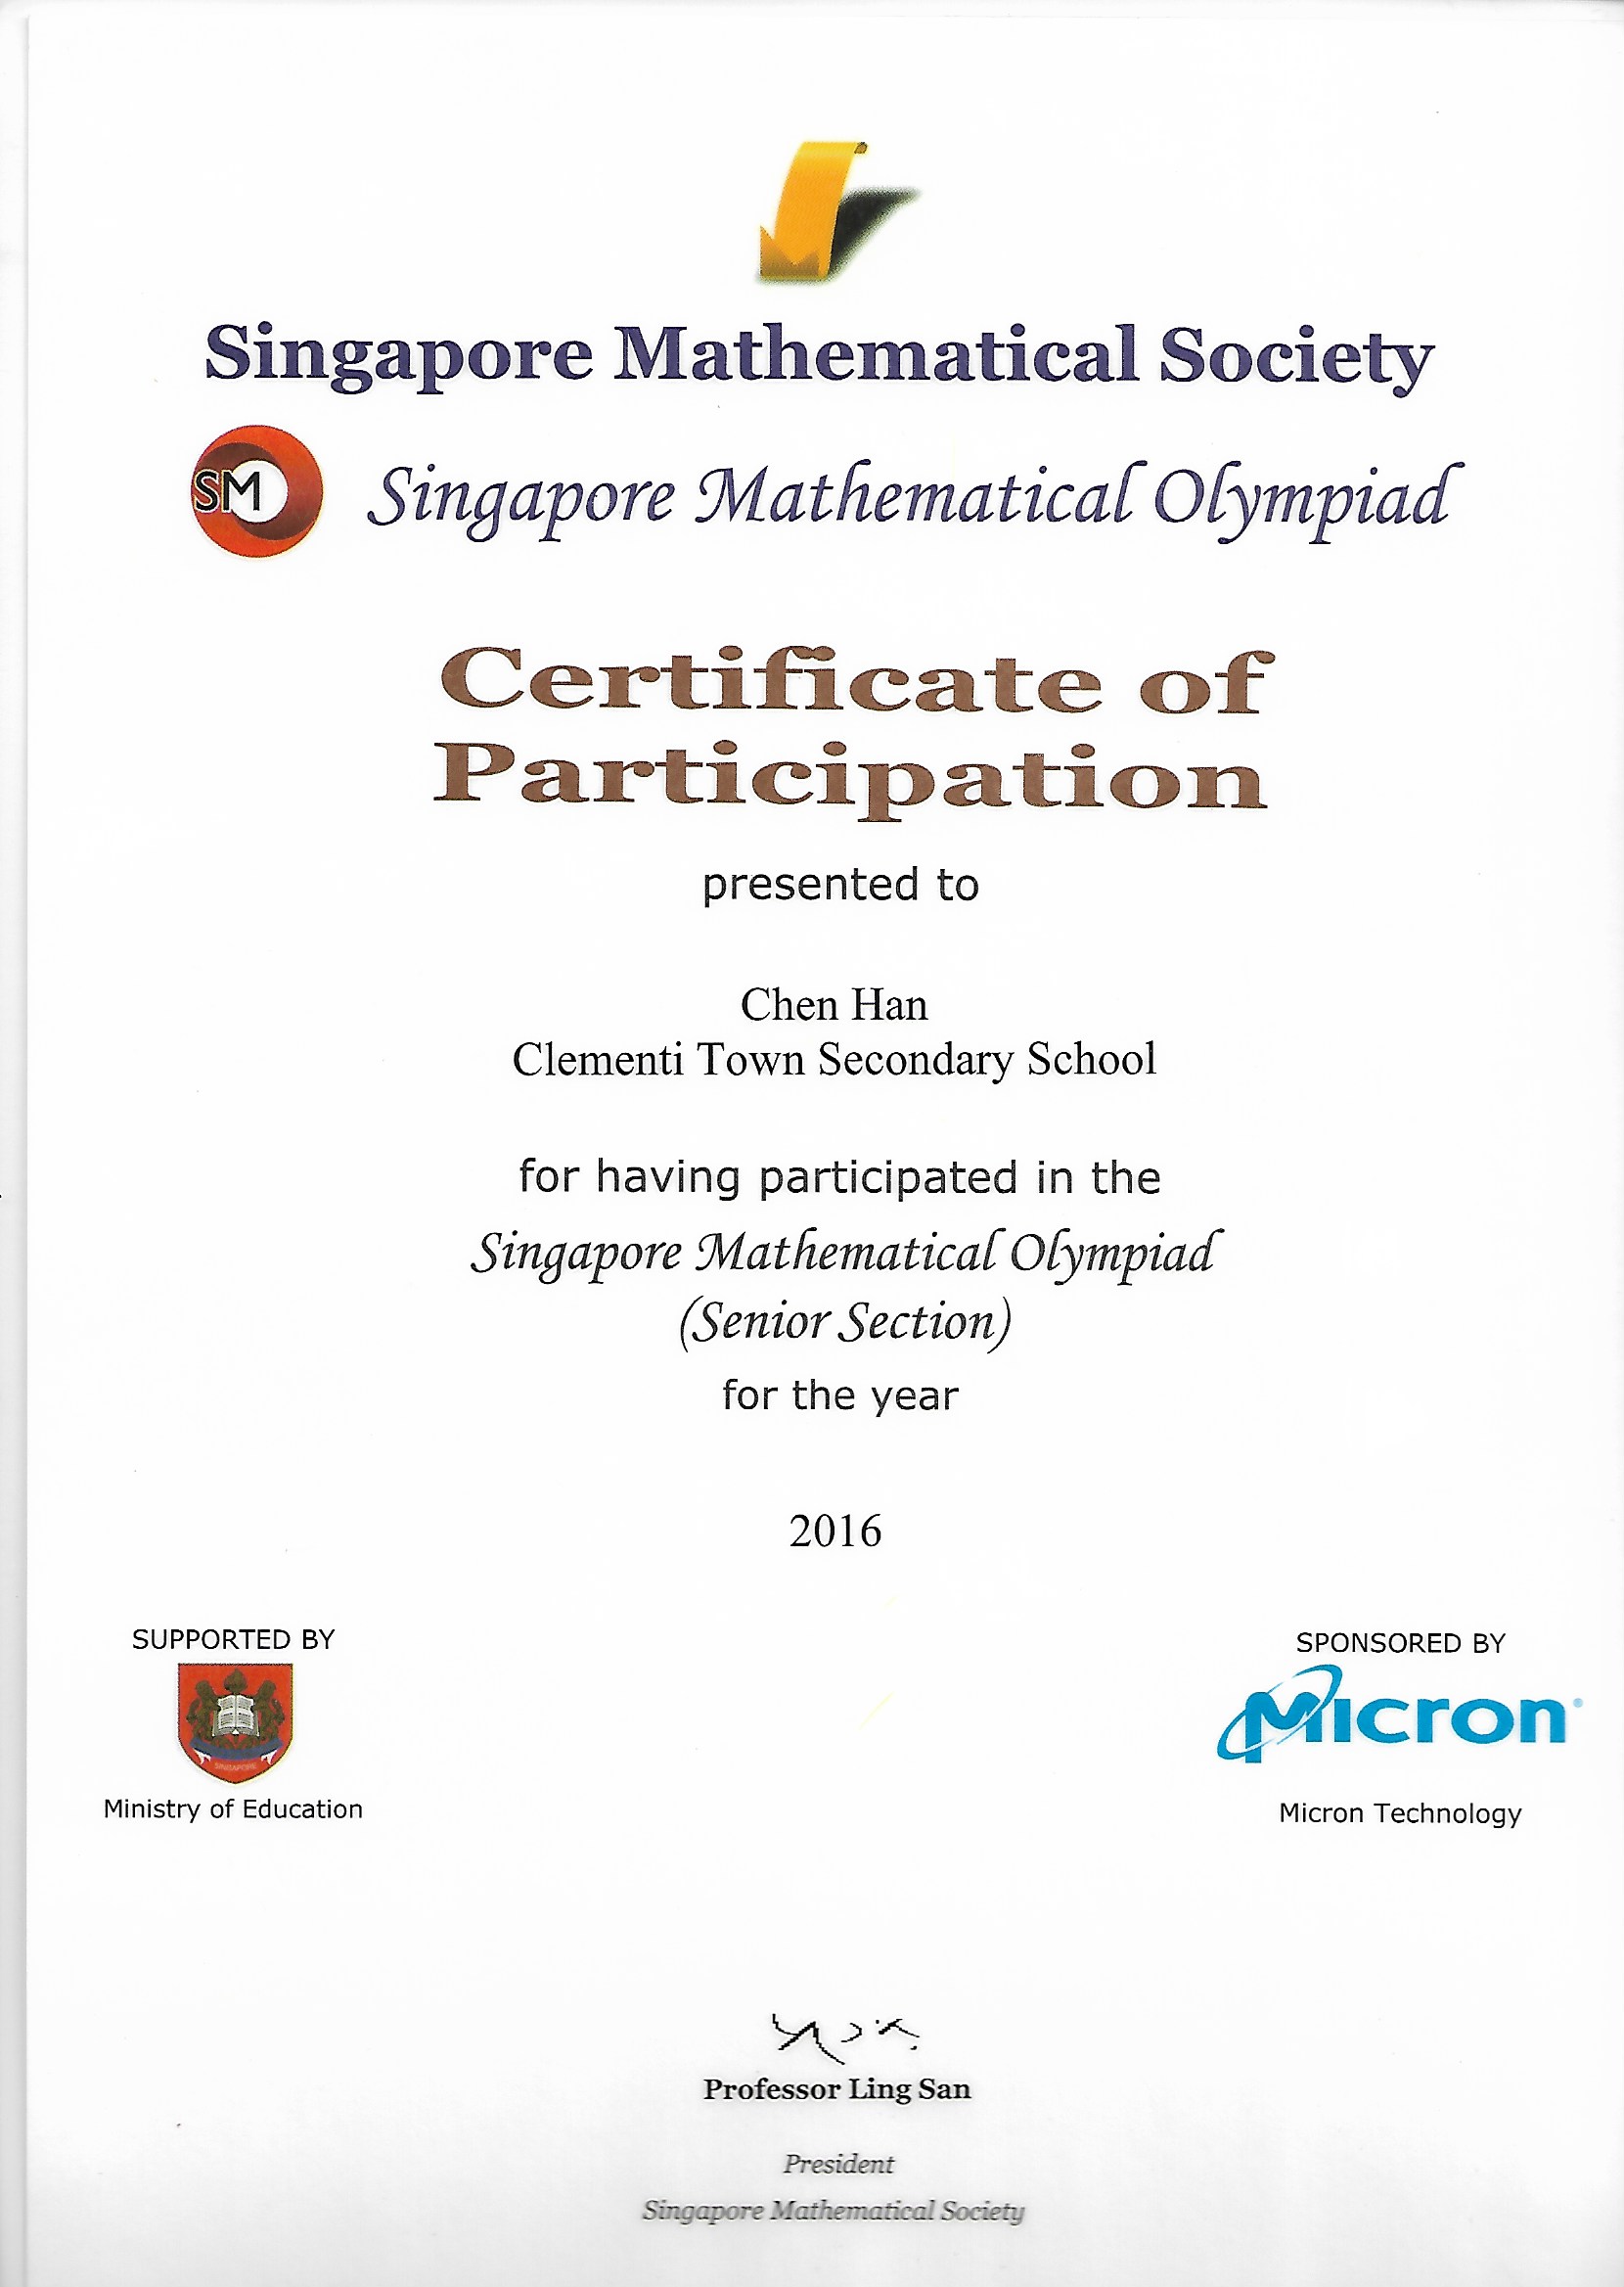 Singapore Mathematical Society
SM
Singapore Mathematical Olympiad
Certificate of
Participation
presented to
Chen Han
Clementi Town Secondary School
for having participated in the
Singapore Mathematical Olympiad
(Senior Section)
for the year
2016
SUPPORTED BY
SINGAPORE
Ministry of Education
SPONSORED BY
Micron
Micron Technology
Professor Ling San
President
Singapore Mathematical Society